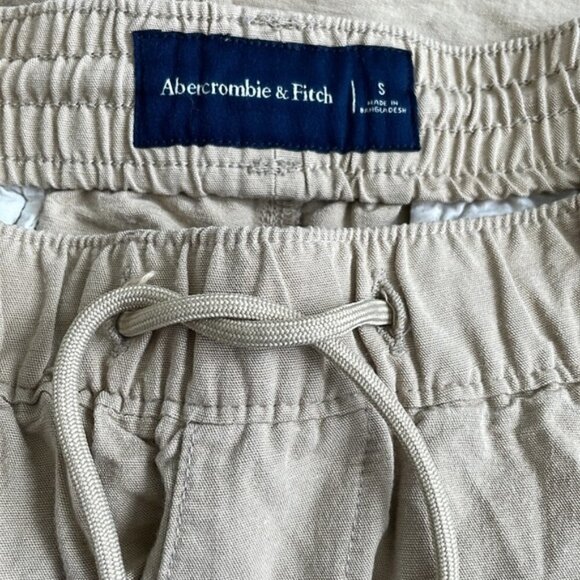 Abercrombie & Fitch
S
MADE IN
BANGLADESH